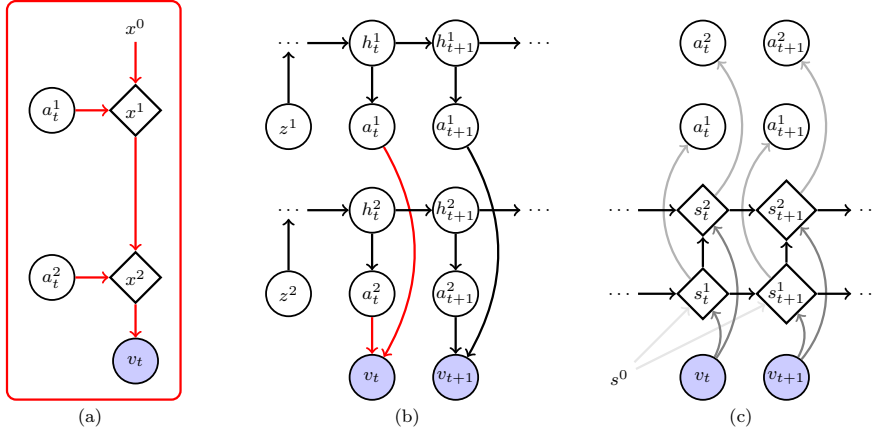 x^0
a_t^1 x^1
a_t^2 x^2
v_t
(a)
··· h_t^1 h_{t+1}^1 ···
z^1 a_t^1 a_{t+1}^1
··· h_t^2 h_{t+1}^2 ···
z^2 a_t^2 a_{t+1}^2
v_t v_{t+1}
(b)
a_t^2 a_{t+1}^2
a_t^1 a_{t+1}^1
··· s_t^2 s_{t+1}^2 ···
··· s_t^1 s_{t+1}^1 ···
s^0 v_t v_{t+1}
(c)